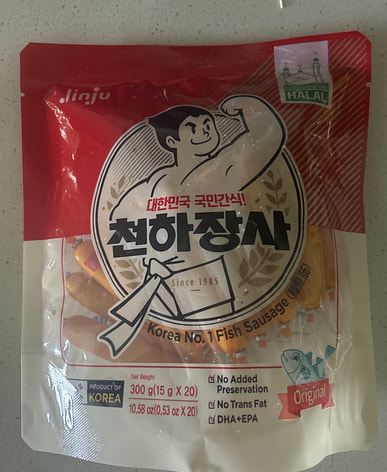 Jinju
HALAL
대한민국 국민간식!
천하장사
Since 1985
Korea No. 1 Fish Sausage
PRODUCT OF
KOREA
Net Weight
300 g(15 g X 20)
10.58 oz(0.53 oz X 20)
No Added
Preservation
No Trans Fat
DHA+EPA
Original